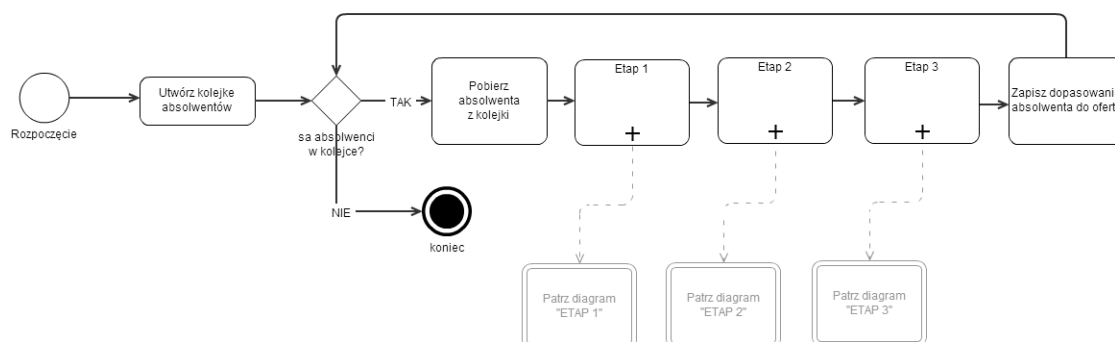 Rozpoczęcie
Utwórz kolejke
absolwentów
sa absolwenci
w kolejce?
TAK
NIE
koniec
Pobierz
absolwenta
z kolejki
Etap 1
Etap 2
Etap 3
Zapisz dopasowani
absolwenta do ofert
Patrz diagram
"ETAP 1"
Patrz diagram
"ETAP 2"
Patrz diagram
"ETAP 3"